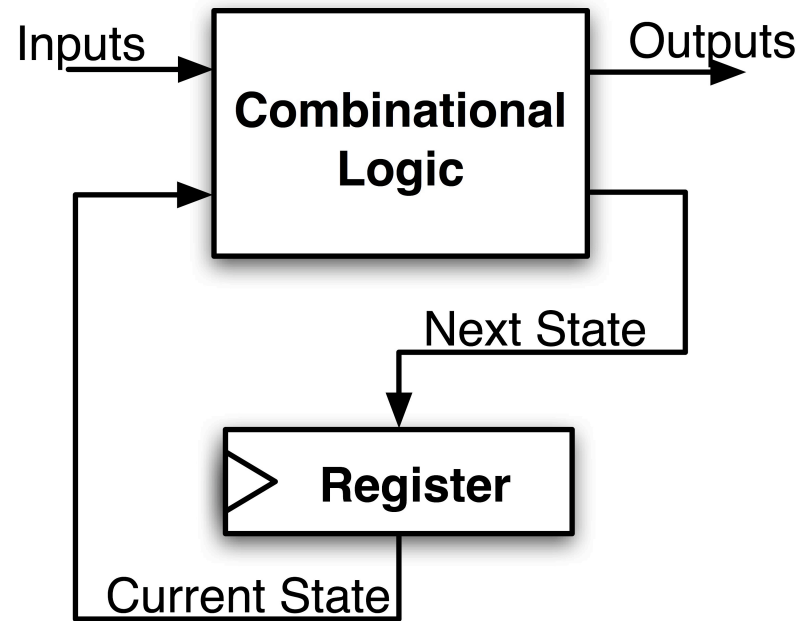 Inputs
Outputs
Combinational
Logic
Next State
Register
Current State